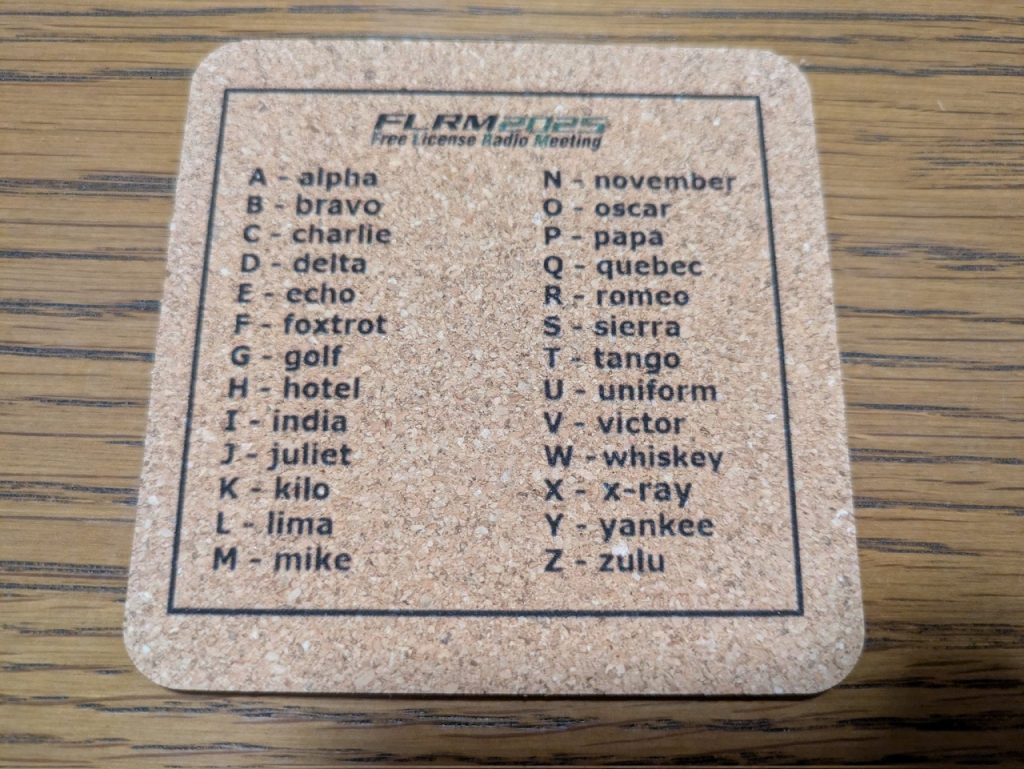 FLRM2025
Free License Radio Meeting
A - alpha
B - bravo
C - charlie
D - delta
E - echo
F - foxtrot
G - golf
H - hotel
I - india
J - juliet
K - kilo
L - lima
M - mike
N - november
O - oscar
P - papa
Q - quebec
R - romeo
S - sierra
T - tango
U - uniform
V - victor
W - whiskey
X - x-ray
Y - yankee
Z - zulu